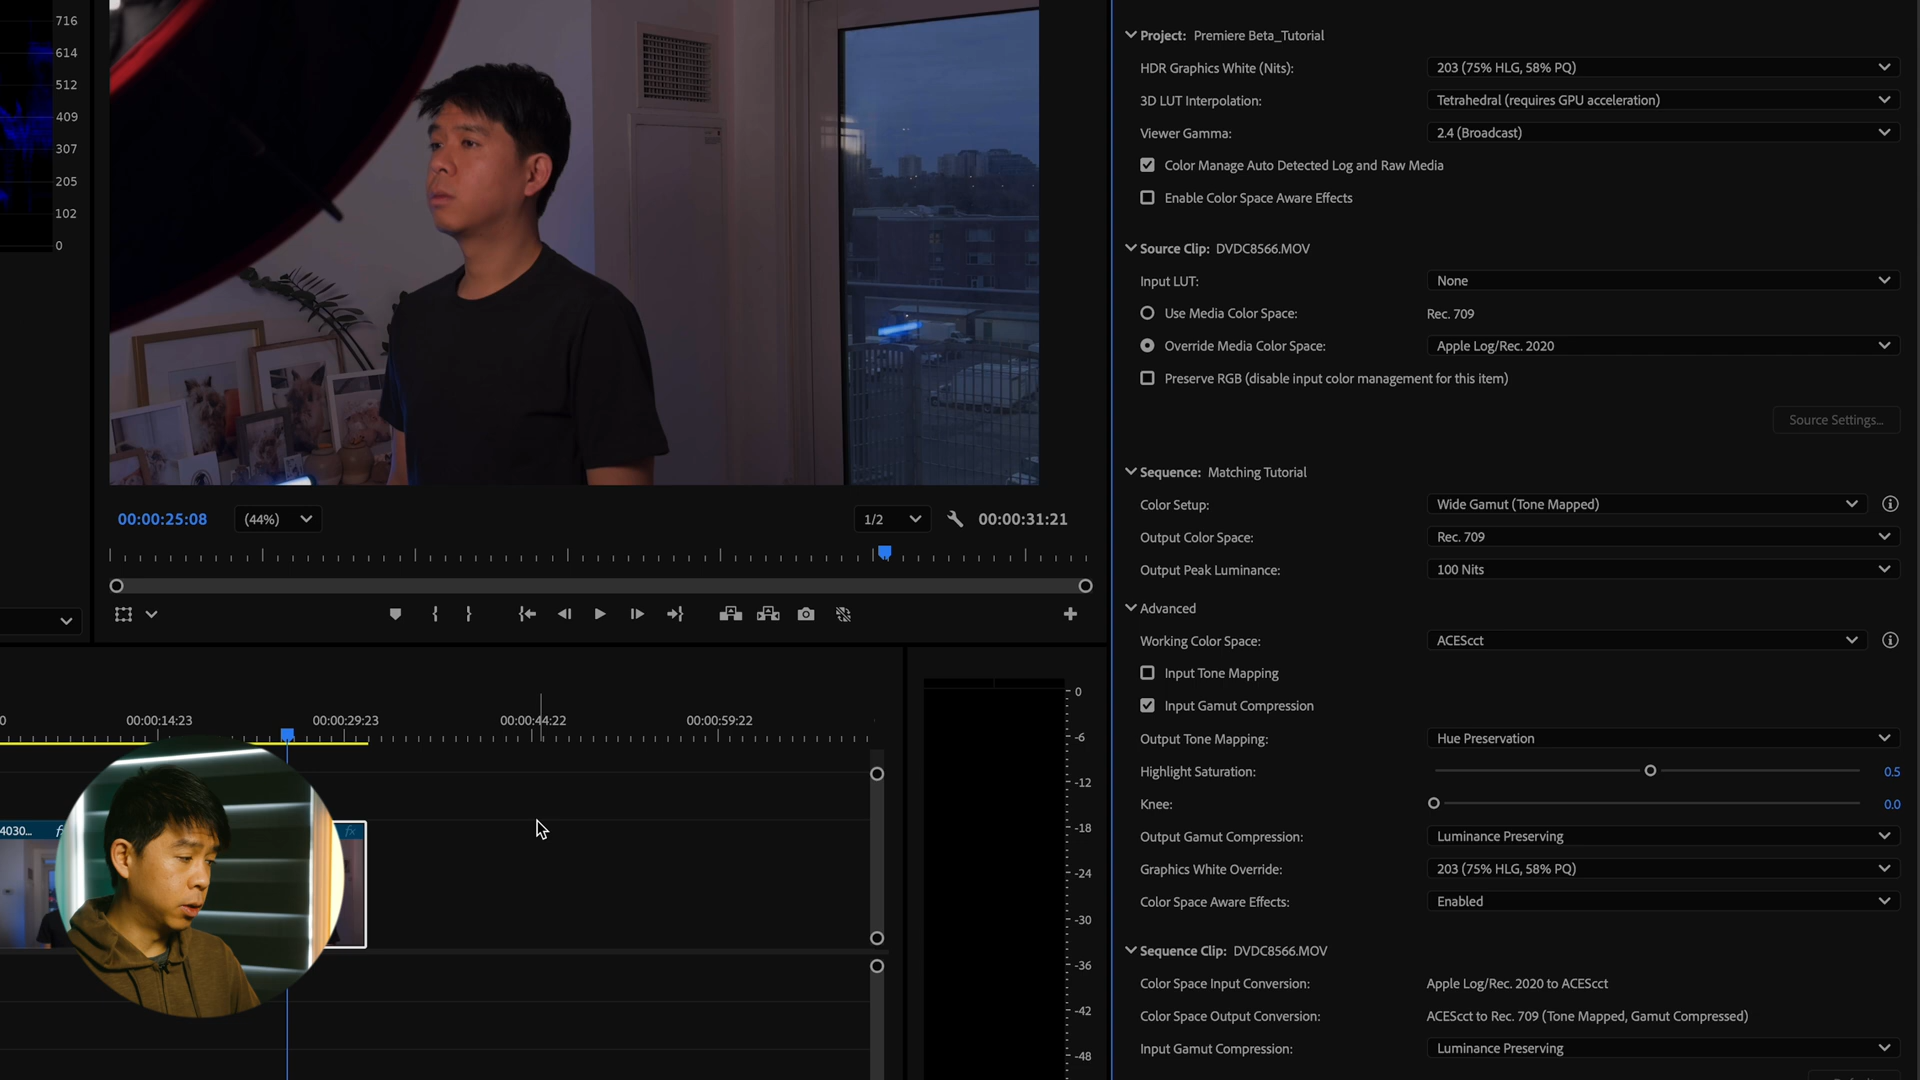 716
614
512
409
307
205
102
0
00:00:25:08
(44%)
1/2
00:00:31:21
0
00:00:14:23
00:00:29:23
00:00:44:22
00:00:59:22
4030...
fx
0
-6
-12
-18
-24
-30
-36
-42
-48
Project: Premiere Beta_Tutorial
HDR Graphics White (Nits): 203 (75% HLG, 58% PQ)
3D LUT Interpolation: Tetrahedral (requires GPU acceleration)
Viewer Gamma: 2.4 (Broadcast)
Color Manage Auto Detected Log and Raw Media
Enable Color Space Aware Effects
Source Clip: DVDC8566.MOV
Input LUT: None
Use Media Color Space: Rec. 709
Override Media Color Space: Apple Log/Rec. 2020
Preserve RGB (disable input color management for this item)
Source Settings...
Sequence: Matching Tutorial
Color Setup: Wide Gamut (Tone Mapped)
Output Color Space: Rec. 709
Output Peak Luminance: 100 Nits
Advanced
Working Color Space: ACEScct
Input Tone Mapping
Input Gamut Compression
Output Tone Mapping: Hue Preservation
Highlight Saturation: 0.5
Knee: 0.0
Output Gamut Compression: Luminance Preserving
Graphics White Override: 203 (75% HLG, 58% PQ)
Color Space Aware Effects: Enabled
Sequence Clip: DVDC8566.MOV
Color Space Input Conversion: Apple Log/Rec. 2020 to ACEScct
Color Space Output Conversion: ACEScct to Rec. 709 (Tone Mapped, Gamut Compressed)
Input Gamut Compression: Luminance Preserving